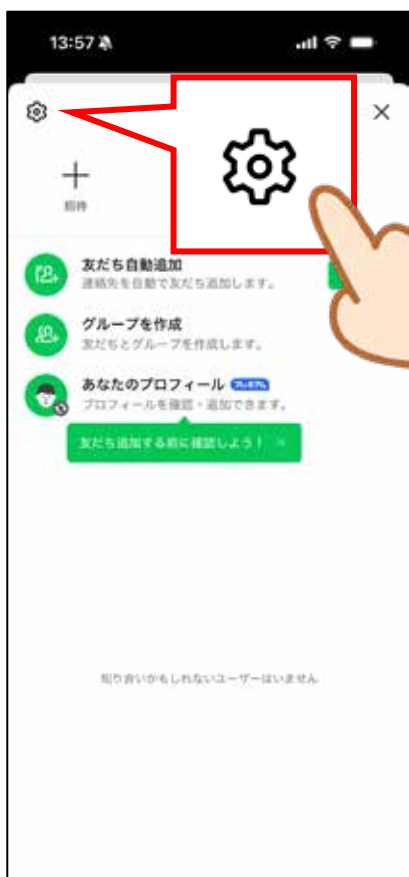 13:57
招待
友だち自動追加
連絡先を自動で友だち追加します。
グループを作成
友だちとグループを作成します。
あなたのプロフィール プレミアム
プロフィールを確認・追加できます。
友だち追加する前に確認しよう！ ×
知り合いかもしれないユーザーはいません